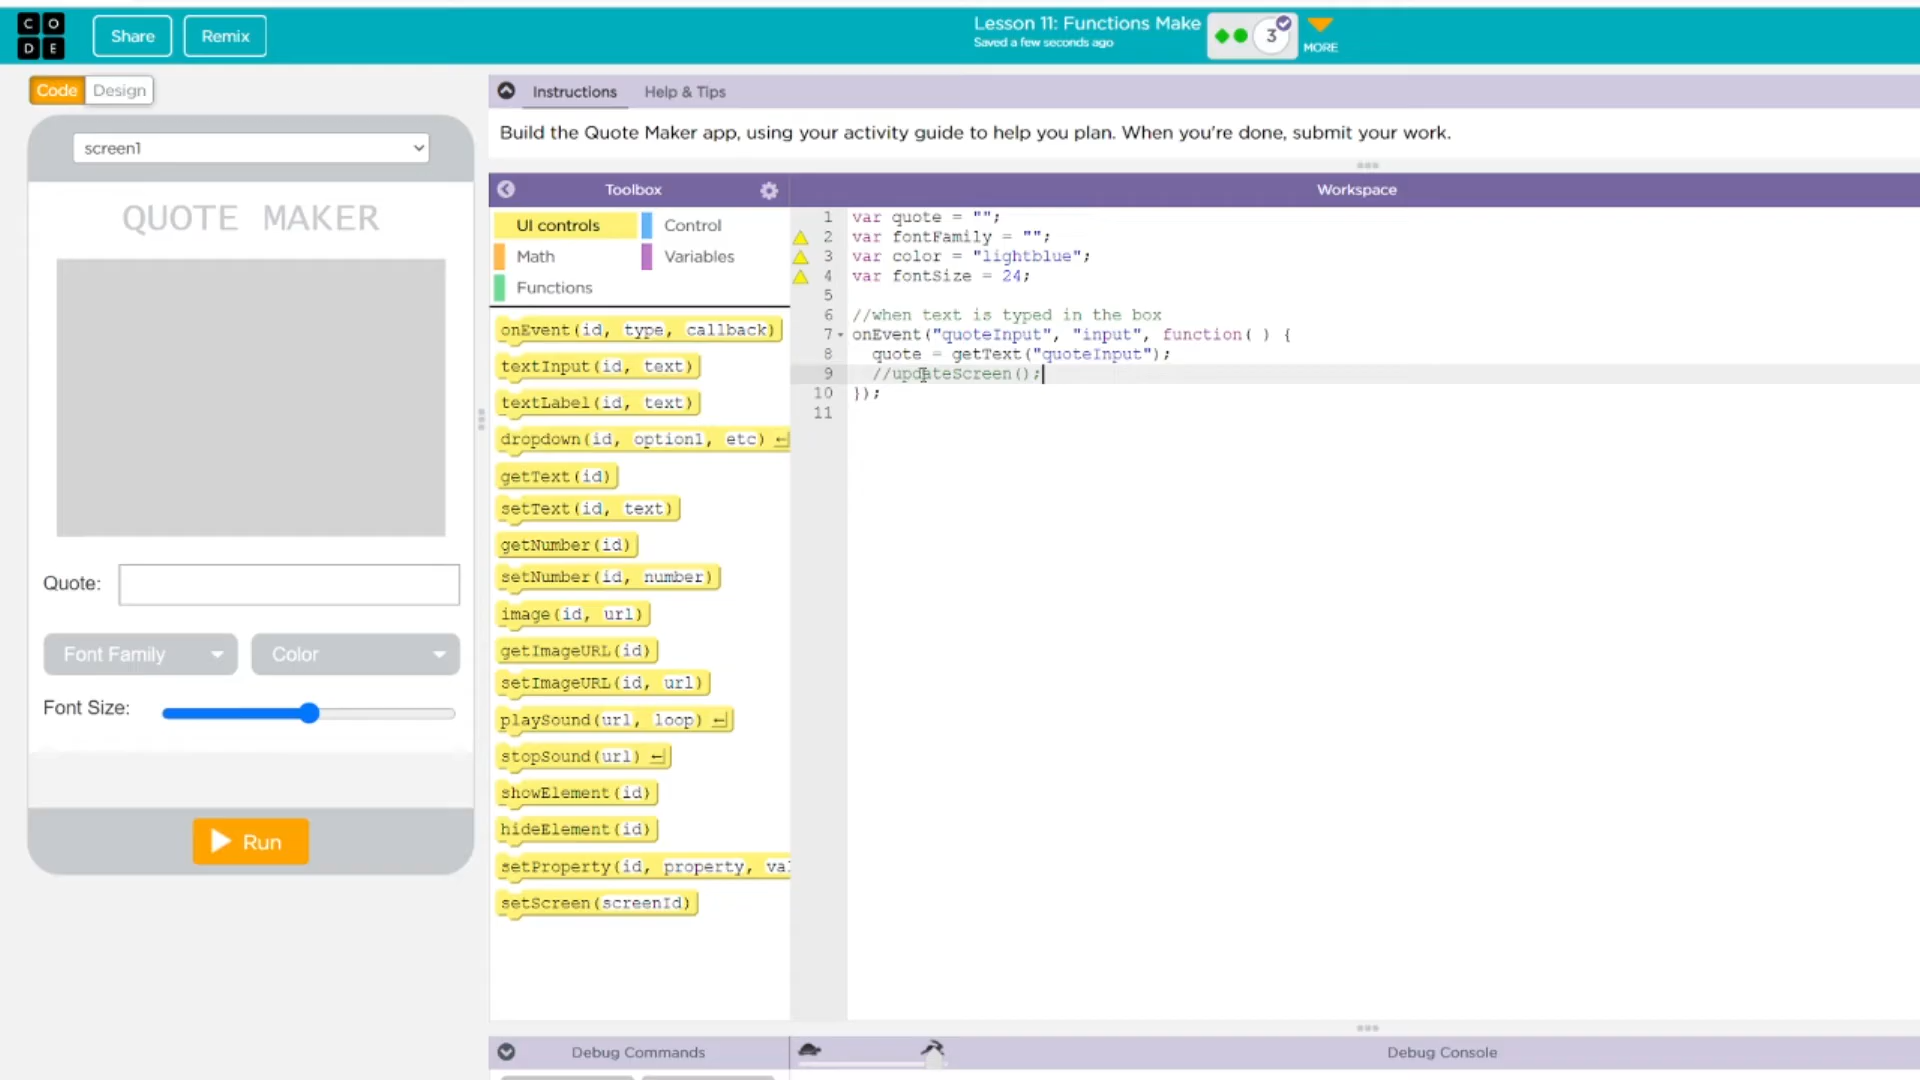 CODE
Share
Remix
Lesson 11: Functions Make
Saved a few seconds ago
3
MORE
Code
Design
screen1
QUOTE MAKER
Quote:
Font Family
Color
Font Size:
Run
Instructions
Help & Tips
Build the Quote Maker app, using your activity guide to help you plan. When you're done, submit your work.
Toolbox
Workspace
UI controls
Control
Math
Variables
Functions
onEvent(id, type, callback)
textInput(id, text)
textLabel(id, text)
dropdown(id, option1, etc)
getText(id)
setText(id, text)
getNumber(id)
setNumber(id, number)
image(id, url)
getImageURL(id)
setImageURL(id, url)
playSound(url, loop)
stopSound(url)
showElement(id)
hideElement(id)
setProperty(id, property, val
setScreen(screenId)
1 var quote = "";
2 var fontFamily = "";
3 var color = "lightblue";
4 var fontSize = 24;
5
6 //when text is typed in the box
7 onEvent("quoteInput", "input", function( ) {
8 quote = getText("quoteInput");
9 //updateScreen();
10 });
11
Debug Commands
Debug Console